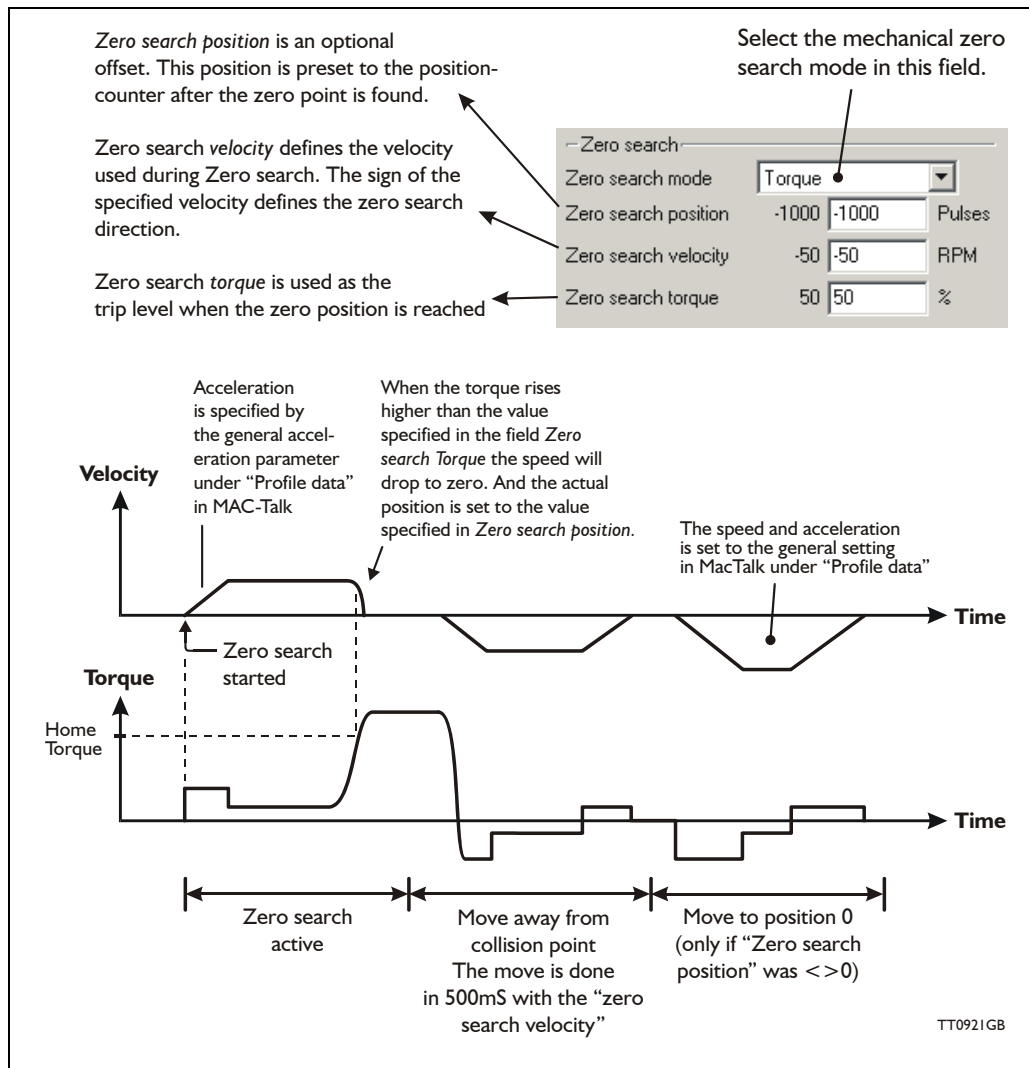 Zero search position is an optional
offset. This position is preset to the position-
counter after the zero point is found.
Select the mechanical zero
search mode in this field.
Zero search velocity defines the velocity
used during Zero search. The sign of the
specified velocity defines the zero search
direction.
Zero search torque is used as the
trip level when the zero position is reached
Zero search
Zero search mode Torque
Zero search position -1000 -1000 Pulses
Zero search velocity -50 -50 RPM
Zero search torque 50 50 %
Acceleration
is specified by
the general accel-
eration parameter
under “Profile data”
in MAC-Talk
When the torque rises
higher than the value
specified in the field Zero
search Torque the speed will
drop to zero. And the actual
position is set to the value
specified in Zero search position.
The speed and acceleration
is set to the general setting
in MacTalk under “Profile data”
Velocity
Time
Zero search
started
Torque
Home
Torque
Time
Zero search
active
Move away from
collision point
The move is done
in 500mS with the “zero
search velocity”
Move to position 0
(only if “Zero search
position” was <>0)
TT0921GB